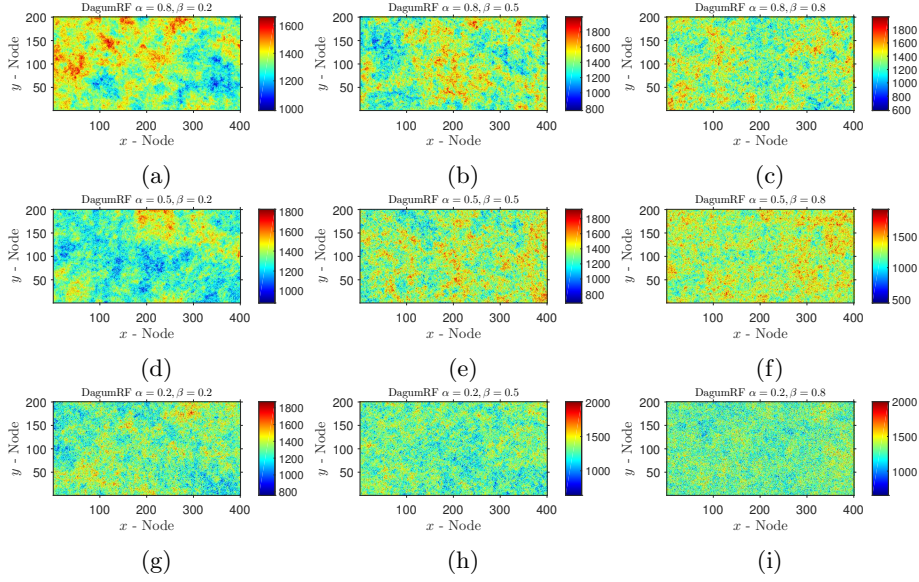 DagumRF α = 0.8, β = 0.2
200
150
100
50
y - Node
100 200 300 400
x - Node
1600
1400
1200
1000
(a)
DagumRF α = 0.8, β = 0.5
200
150
100
50
y - Node
100 200 300 400
x - Node
1800
1600
1400
1200
1000
800
(b)
DagumRF α = 0.8, β = 0.8
200
150
100
50
y - Node
100 200 300 400
x - Node
1800
1600
1400
1200
1000
800
600
(c)
DagumRF α = 0.5, β = 0.2
200
150
100
50
y - Node
100 200 300 400
x - Node
1800
1600
1400
1200
1000
(d)
DagumRF α = 0.5, β = 0.5
200
150
100
50
y - Node
100 200 300 400
x - Node
1800
1600
1400
1200
1000
800
(e)
DagumRF α = 0.5, β = 0.8
200
150
100
50
y - Node
100 200 300 400
x - Node
1500
1000
500
(f)
DagumRF α = 0.2, β = 0.2
200
150
100
50
y - Node
100 200 300 400
x - Node
1800
1600
1400
1200
1000
800
(g)
DagumRF α = 0.2, β = 0.5
200
150
100
50
y - Node
100 200 300 400
x - Node
2000
1500
1000
(h)
DagumRF α = 0.2, β = 0.8
200
150
100
50
y - Node
100 200 300 400
x - Node
2000
1500
1000
(i)